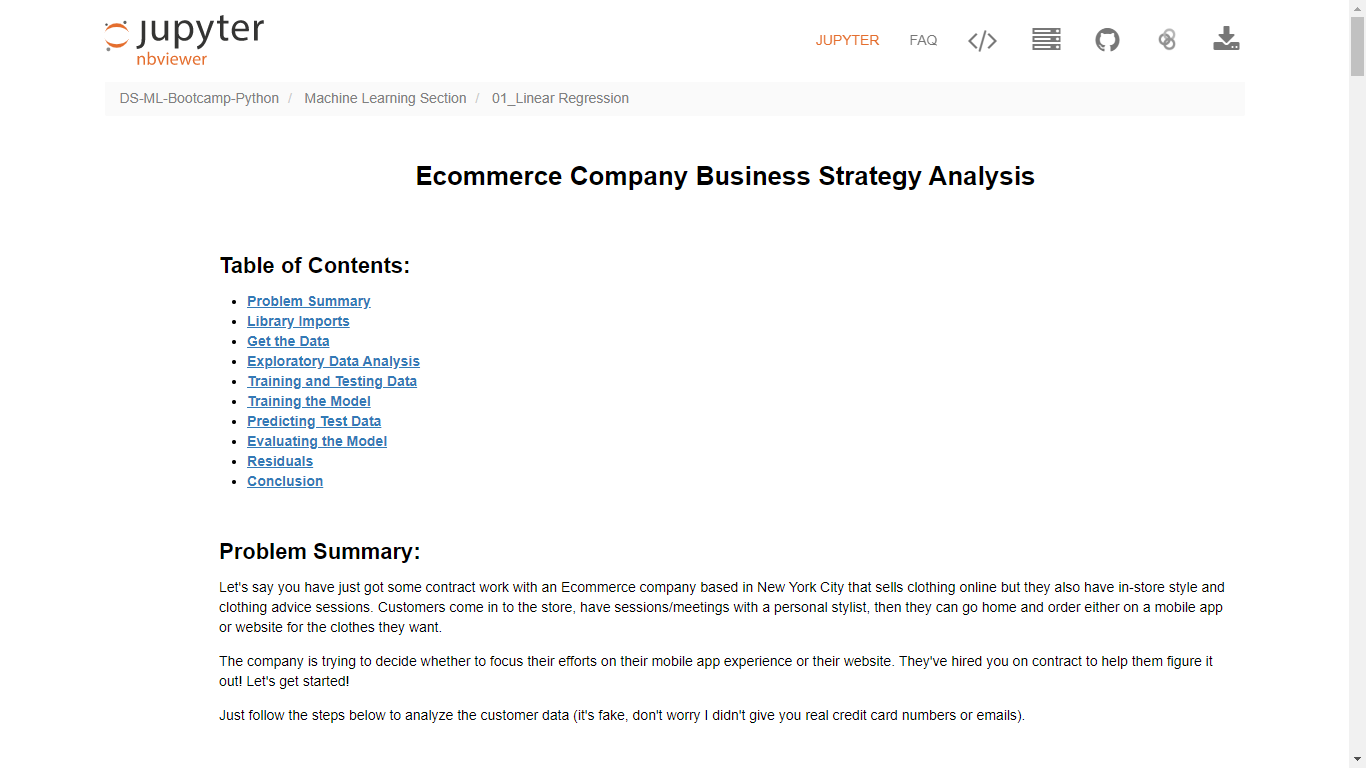 jupyter
nbviewer
JUPYTER FAQ </>
DS-ML-Bootcamp-Python / Machine Learning Section / 01_Linear Regression
Ecommerce Company Business Strategy Analysis
Table of Contents:
• Problem Summary
• Library Imports
• Get the Data
• Exploratory Data Analysis
• Training and Testing Data
• Training the Model
• Predicting Test Data
• Evaluating the Model
• Residuals
• Conclusion
Problem Summary:
Let's say you have just got some contract work with an Ecommerce company based in New York City that sells clothing online but they also have in-store style and
clothing advice sessions. Customers come in to the store, have sessions/meetings with a personal stylist, then they can go home and order either on a mobile app
or website for the clothes they want.
The company is trying to decide whether to focus their efforts on their mobile app experience or their website. They've hired you on contract to help them figure it
out! Let's get started!
Just follow the steps below to analyze the customer data (it's fake, don't worry I didn't give you real credit card numbers or emails).